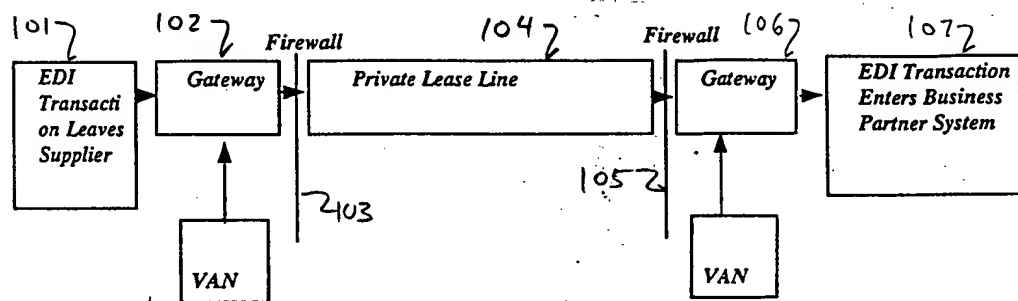 101
102
Firewall
104
Firewall
106
107
EDI
Transacti
on Leaves
Supplier
Gateway
Private Lease Line
Gateway
EDI Transaction
Enters Business
Partner System
103
105
VAN
VAN